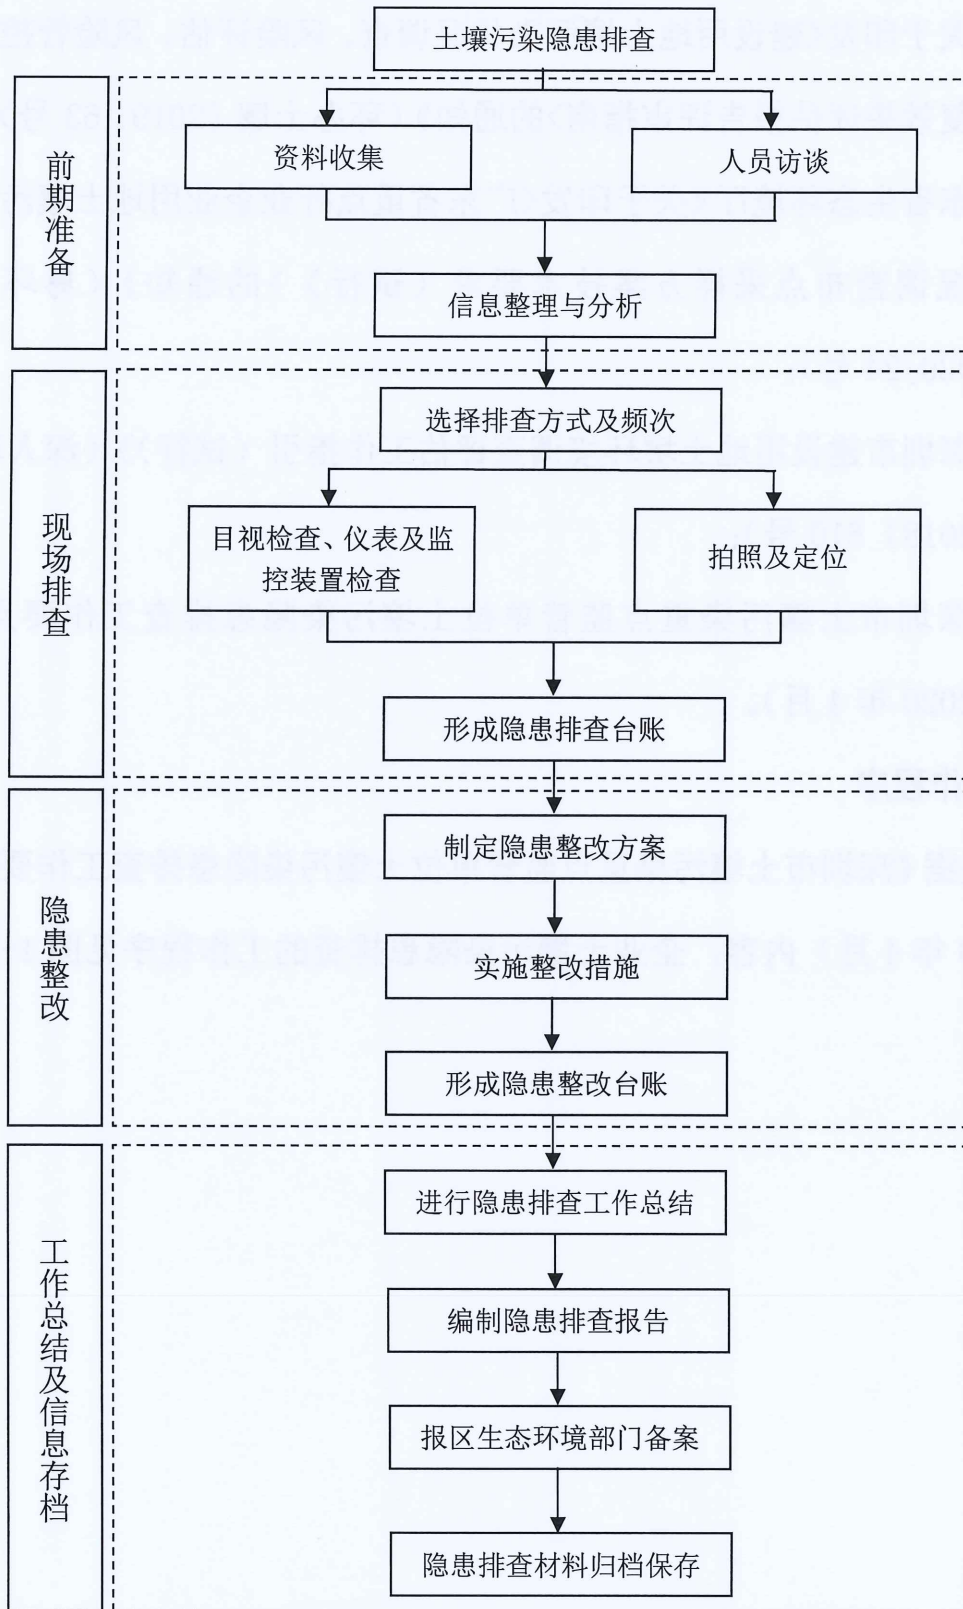 土壤污染隐患排查
前期准备
资料收集
人员访谈
信息整理与分析
现场排查
选择排查方式及频次
目视检查、仪表及监
控装置检查
拍照及定位
形成隐患排查台账
隐患整改
制定隐患整改方案
实施整改措施
形成隐患整改台账
工作总结及信息存档
进行隐患排查工作总结
编制隐患排查报告
报区生态环境部门备案
隐患排查材料归档保存